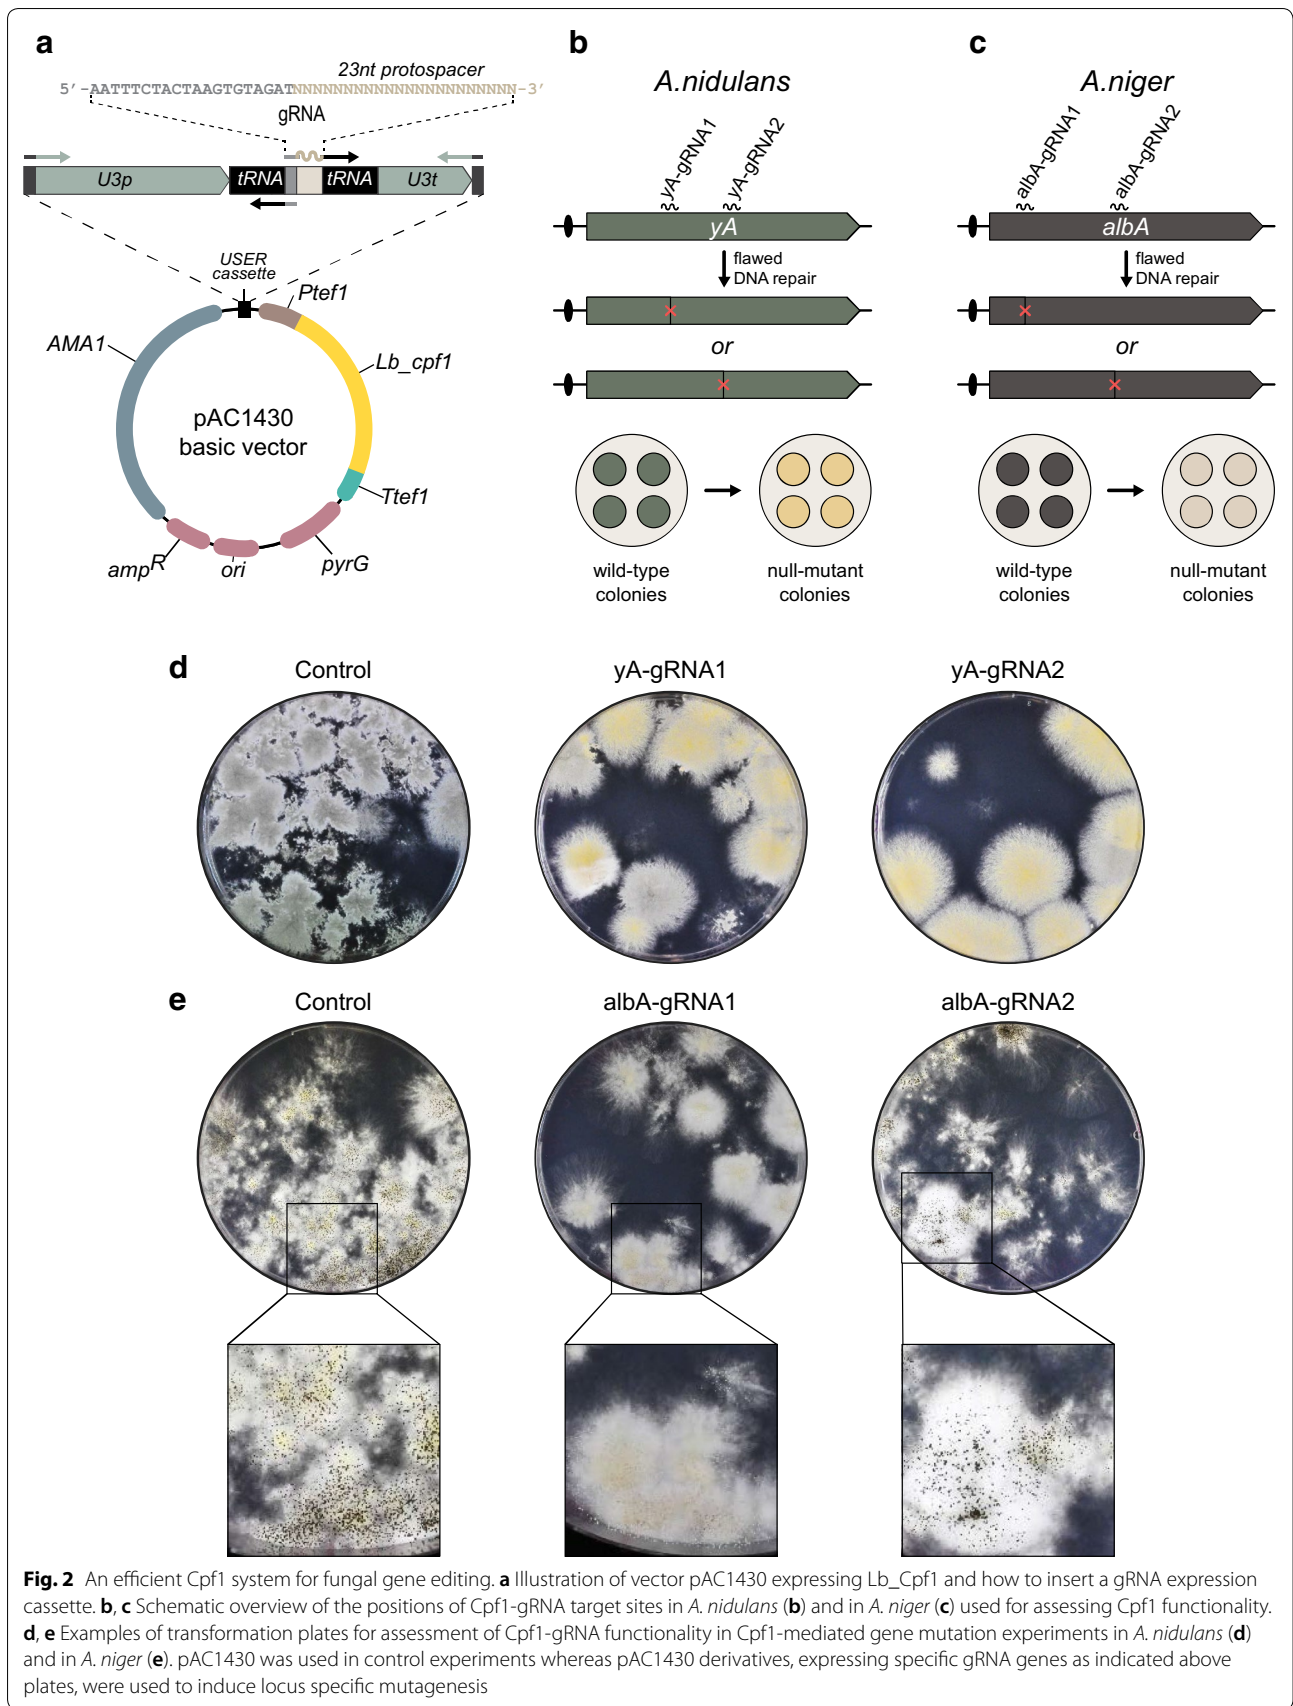 a
23nt protospacer
5′-AATTTCTACTAAGTGTAGATNNNNNNNNNNNNNNNNNNNNNNN-3′
gRNA
U3p
tRNA
tRNA
U3t
USER
cassette
Ptef1
AMA1
Lb_cpf1
pAC1430
basic vector
Ttef1
ampR
ori
pyrG
b
A.nidulans
yA-gRNA1
yA-gRNA2
yA
flawed
DNA repair
or
wild-type
colonies
null-mutant
colonies
c
A.niger
albA-gRNA1
albA-gRNA2
albA
flawed
DNA repair
or
wild-type
colonies
null-mutant
colonies
d
Control
yA-gRNA1
yA-gRNA2
e
Control
albA-gRNA1
albA-gRNA2
Fig. 2 An efficient Cpf1 system for fungal gene editing. a Illustration of vector pAC1430 expressing Lb_Cpf1 and how to insert a gRNA expression
cassette. b, c Schematic overview of the positions of Cpf1-gRNA target sites in A. nidulans (b) and in A. niger (c) used for assessing Cpf1 functionality.
d, e Examples of transformation plates for assessment of Cpf1-gRNA functionality in Cpf1-mediated gene mutation experiments in A. nidulans (d)
and in A. niger (e). pAC1430 was used in control experiments whereas pAC1430 derivatives, expressing specific gRNA genes as indicated above
plates, were used to induce locus specific mutagenesis